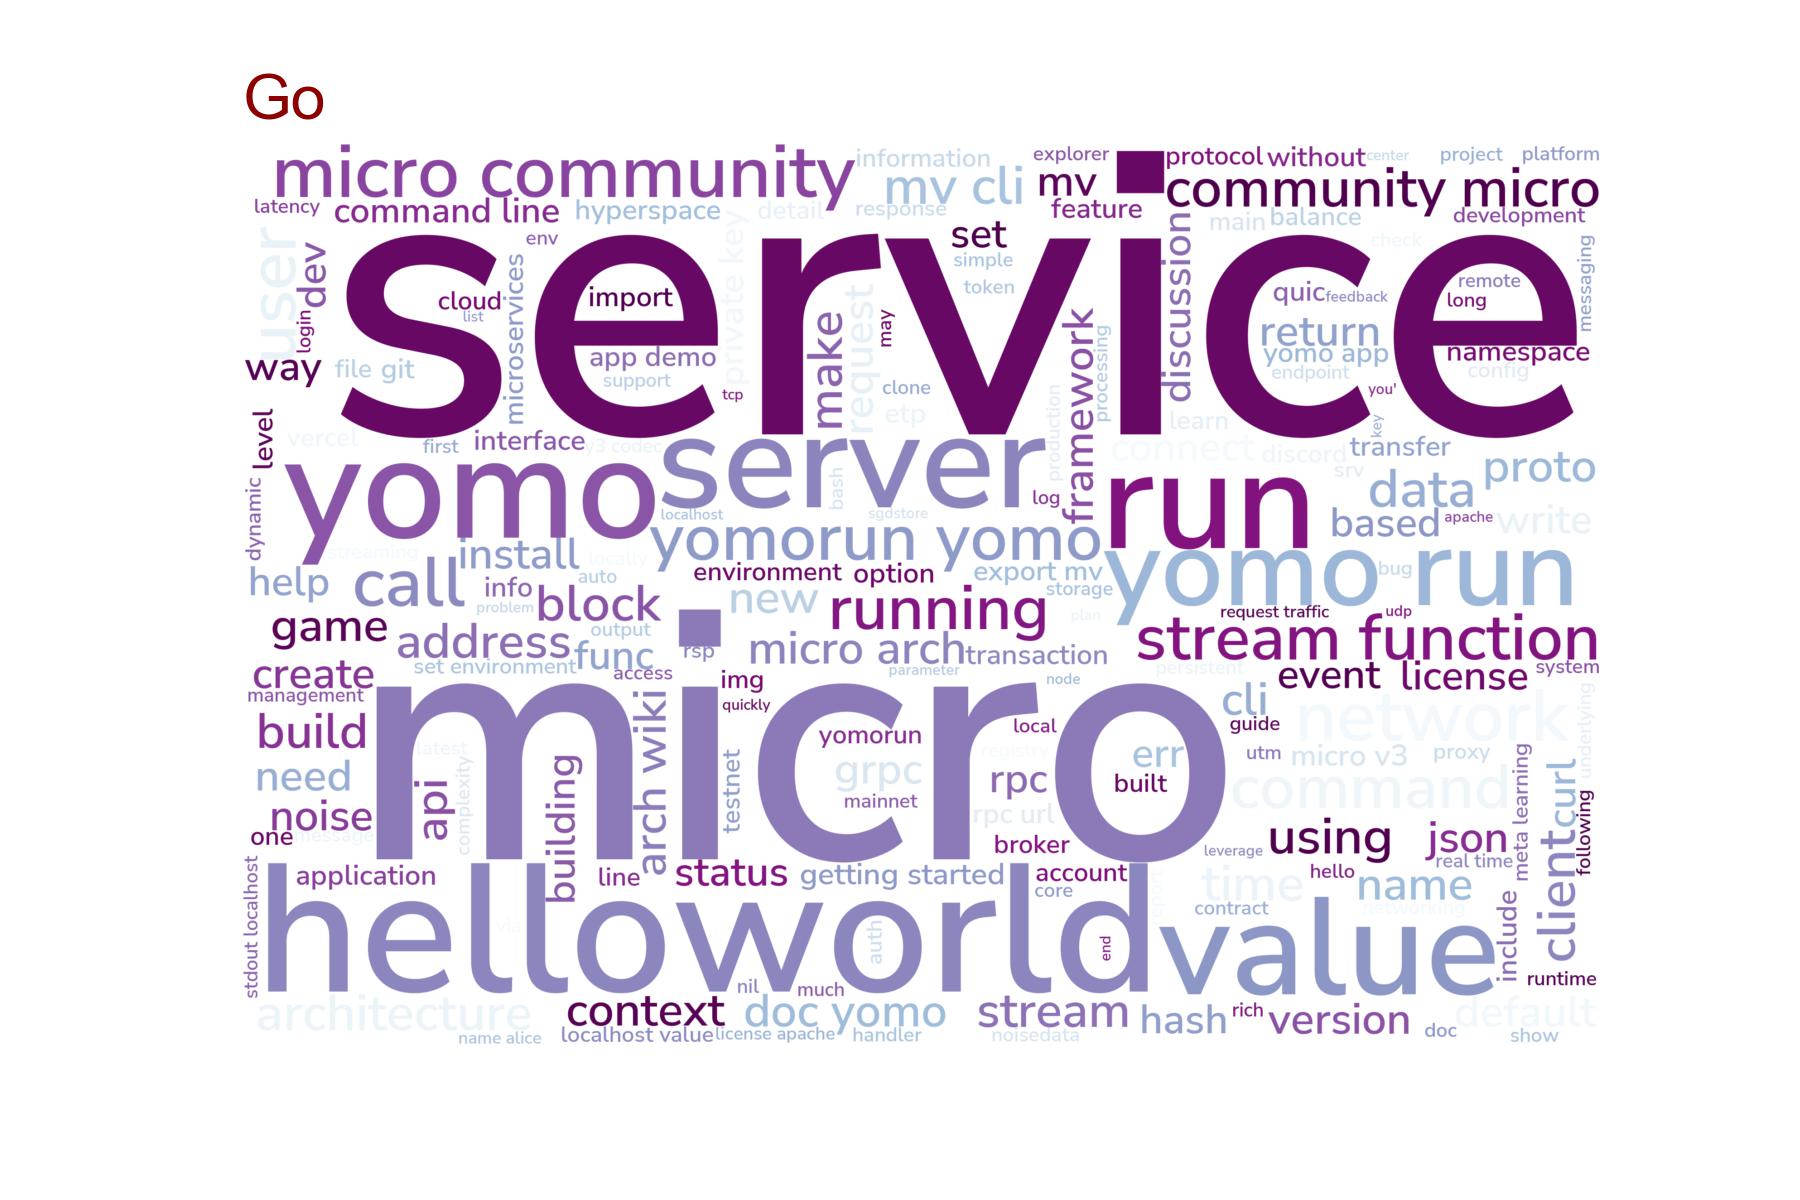 Go
micro community
information
explorer
protocol
without
center
project
platform
mv cli
mv
community micro
latency
command line
hyperspace
detail
response
feature
main
balance
development
user
dev
env
set
simple
token
discussion
check
messaging
service
cloud
list
import
microservices
private key
request
make
may
framework
processing
quic
feedback
remote
long
return
yomo app
namespace
endpoint
config
login
way
file git
app demo
support
tcp
clone
etp
production
you'
key
learn
level
vercel
first
interface
y3 codec
server
connect
discord
transfer
srv
proto
yomo
bash
log
run
data
dynamic
localhost
sgdstore
based
apache
write
streaming
install
locally
yomorun yomo
help
call
info
auto
environment
option
export mv
yomo run
bug
problem
block
new
storage
game
output
running
plan
request traffic
udp
address
func
rsp
micro arch
transaction
stream function
create
set environment
access
parameter
node
persistent
event
license
system
management
img
quickly
cli
guide
network
underlying
build
micro
latest
arch wiki
yomorun
local
registry
err
utm
micro v3
proxy
need
api
complexity
building
testnet
grpc
mainnet
rpc
built
command
meta learning
curl
noise
rpc url
one
message
broker
leverage
using
json
real time
following
client
stdout localhost
application
line
status
getting started
account
core
time
hello
name
helloworld
via
auth
end
report
contract
networking
value
include
runtime
architecture
context
nil
much
doc yomo
stream
hash
rich
version
doc
default
name alice
localhost value
license apache
handler
noisedata
show